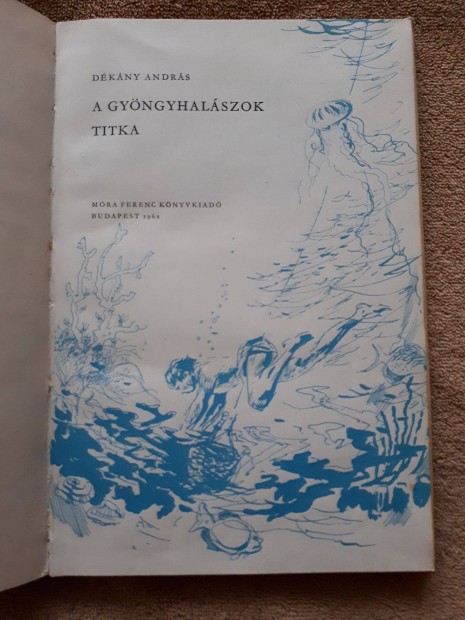 DÉKÁNY ANDRÁS
A GYÖNGYHALÁSZOK
TITKA
MÓRA FERENC KÖNYVKIADÓ
BUDAPEST 1962